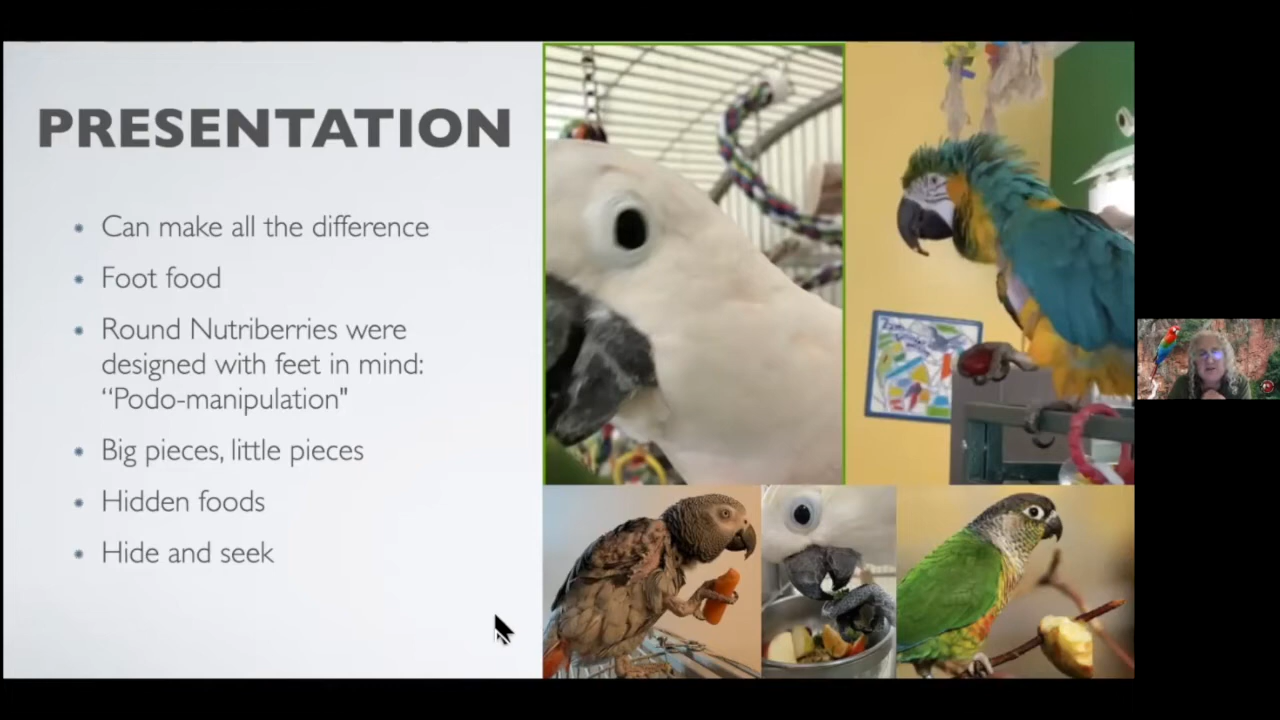 PRESENTATION
• Can make all the difference
• Foot food
• Round Nutriberries were
designed with feet in mind:
“Podo-manipulation"
• Big pieces, little pieces
• Hidden foods
• Hide and seek